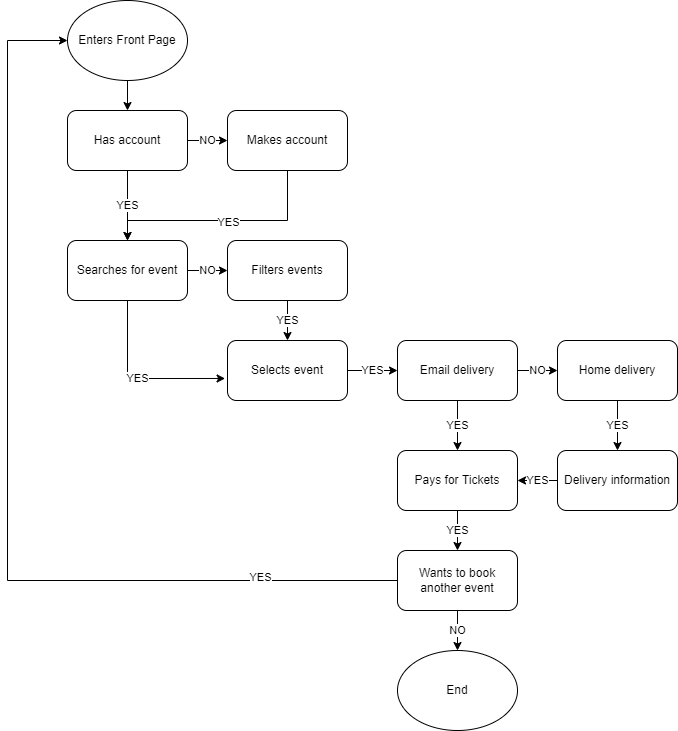 Enters Front Page
Has account
NO
Makes account
YES
YES
Searches for event
NO
Filters events
YES
YES
Selects event
YES
Email delivery
NO
Home delivery
YES
YES
Pays for Tickets
YES
Delivery information
YES
Wants to book
another event
YES
NO
End